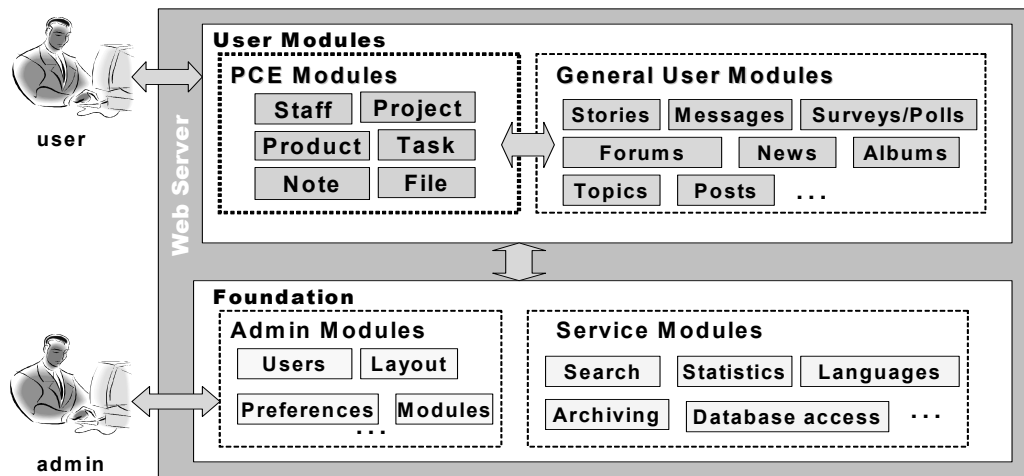 User Modules
PCE Modules
Staff
Project
Product
Task
Note
File
General User Modules
Stories
Messages
Surveys/Polls
Forums
News
Albums
Topics
Posts
...
user
Web Server
Foundation
Admin Modules
Users
Layout
Preferences
Modules
...
Service Modules
Search
Statistics
Languages
Archiving
Database access
...
admin